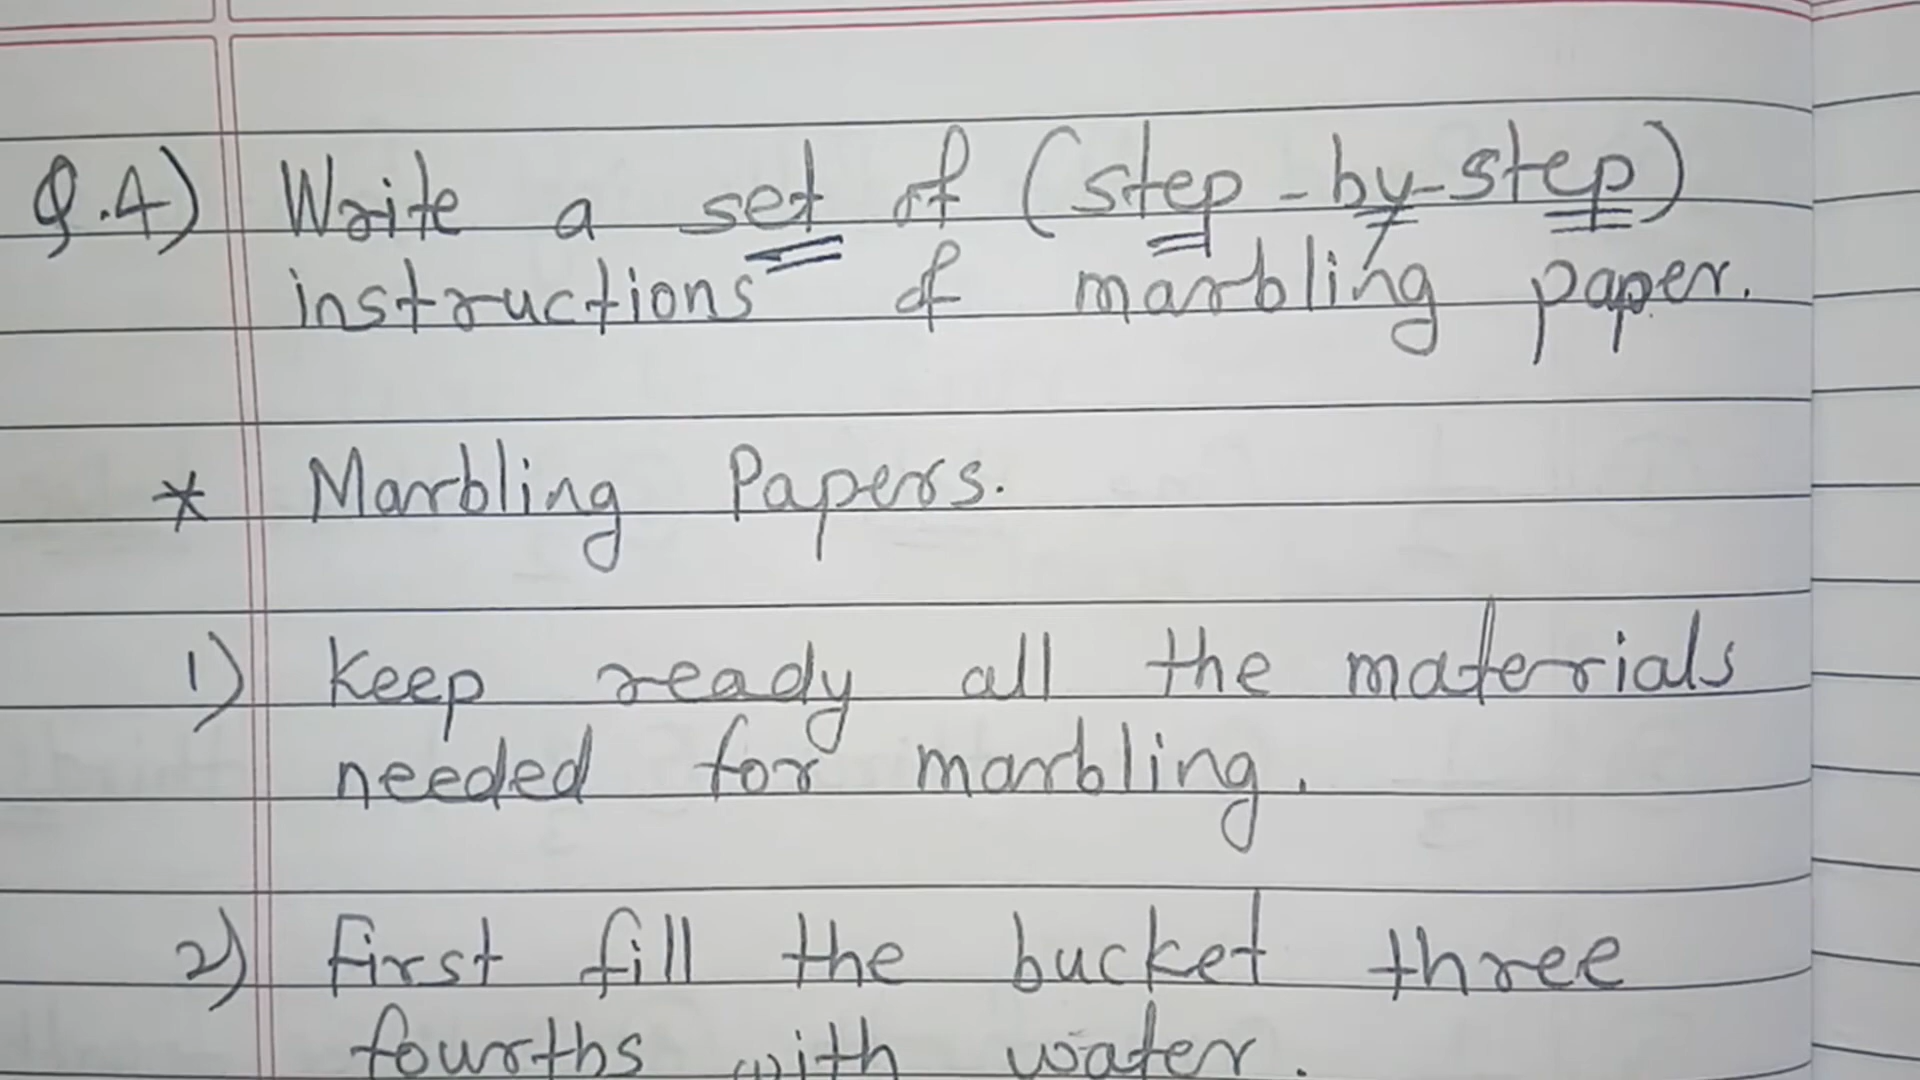 Q.4) Write a set of (step-by-step)
instructions of marbling paper.
* Marbling Papers.
1) Keep ready all the materials
needed for marbling.
2) First fill the bucket three
fourths with water.